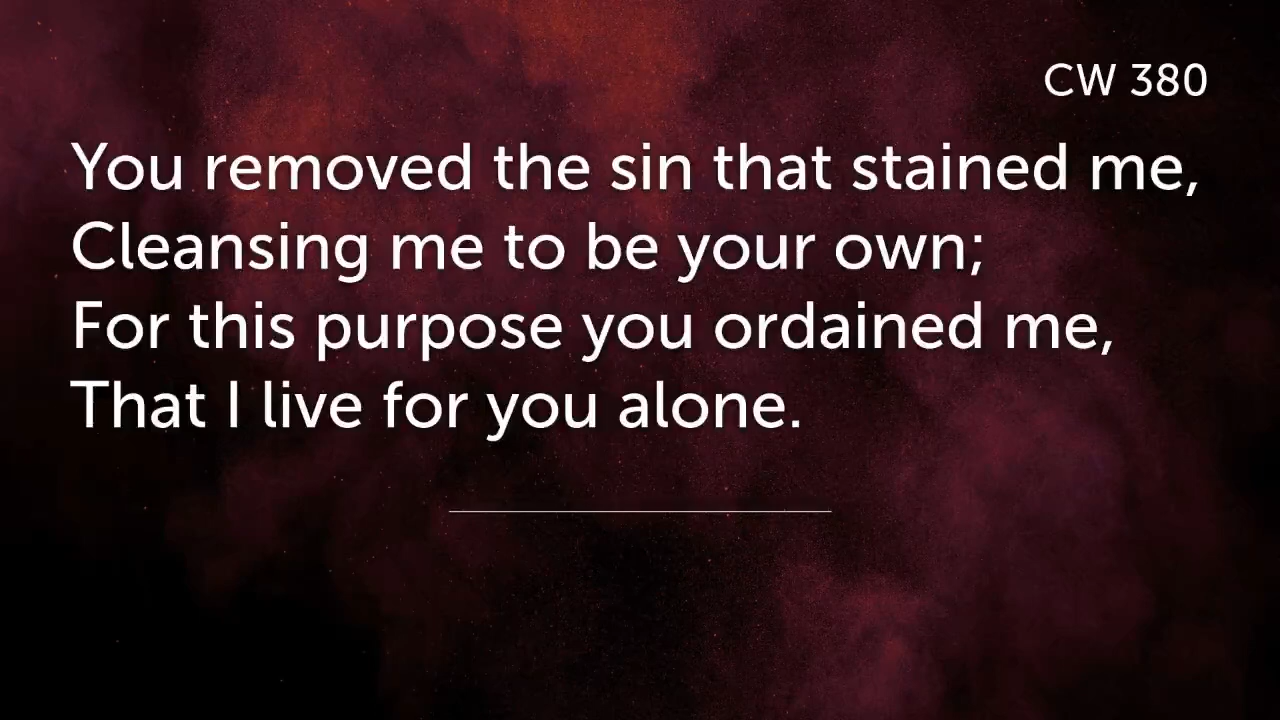 CW 380
You removed the sin that stained me,
Cleansing me to be your own;
For this purpose you ordained me,
That I live for you alone.